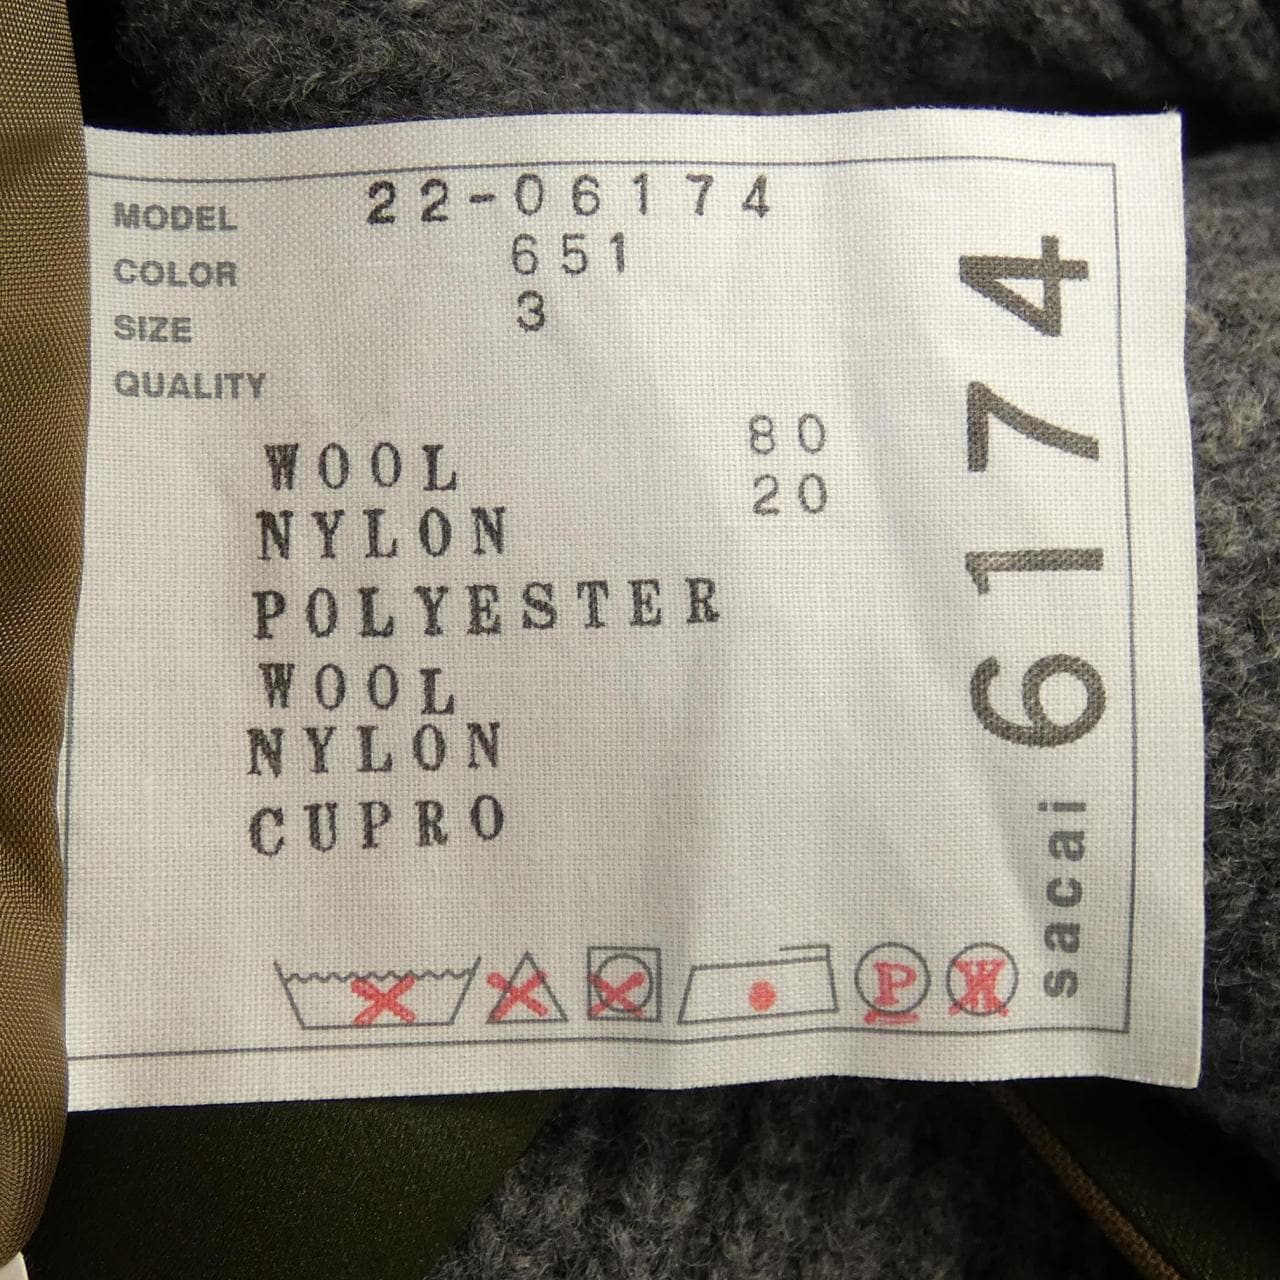 MODEL 22-06174
COLOR 651
SIZE 3
QUALITY
WOOL 80
NYLON 20
POLYESTER
WOOL
NYLON
CUPRO
P W
sacai 6174